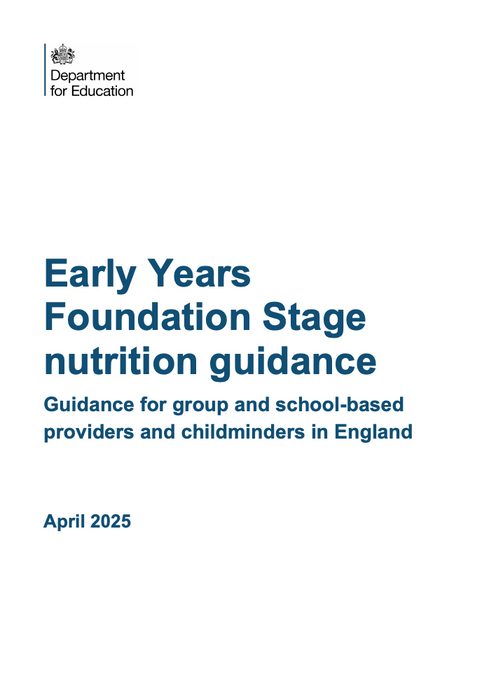 Department
for Education
Early Years
Foundation Stage
nutrition guidance
Guidance for group and school-based
providers and childminders in England
April 2025